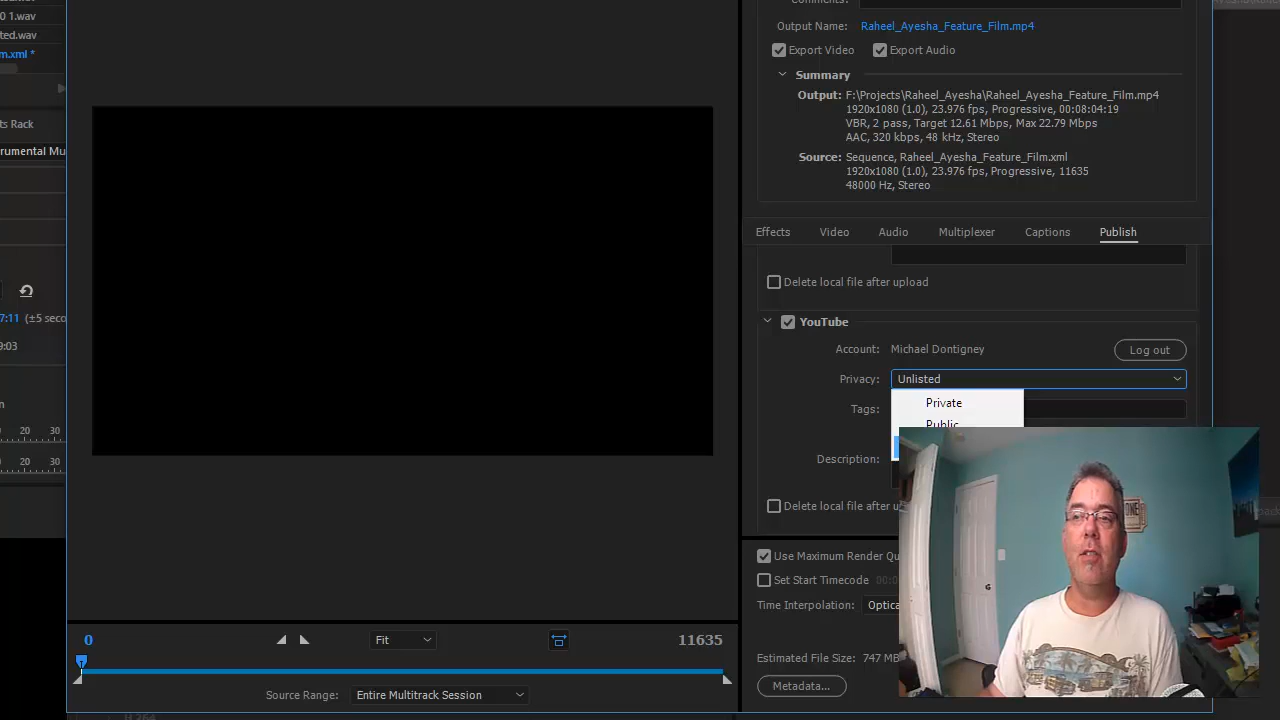 0 1.wav
ted.wav
m.xml *
ts Rack
rumental Mu
7:11 (±5 seco
9:03
n
20 30
20 30
0
Fit
11635
Source Range: Entire Multitrack Session
Comments:
Output Name: Raheel_Ayesha_Feature_Film.mp4
Export Video Export Audio
Summary
Output: F:\Projects\Raheel_Ayesha\Raheel_Ayesha_Feature_Film.mp4
1920x1080 (1.0), 23.976 fps, Progressive, 00:08:04:19
VBR, 2 pass, Target 12.61 Mbps, Max 22.79 Mbps
AAC, 320 kbps, 48 kHz, Stereo
Source: Sequence, Raheel_Ayesha_Feature_Film.xml
1920x1080 (1.0), 23.976 fps, Progressive, 11635
48000 Hz, Stereo
Effects Video Audio Multiplexer Captions Publish
Delete local file after upload
YouTube
Account: Michael Dontigney Log out
Privacy: Unlisted
Private
Tags:
Public
Description:
Delete local file after u
Use Maximum Render Qu
Set Start Timecode 00:0
Time Interpolation: Optica
Estimated File Size: 747 MB
Metadata...